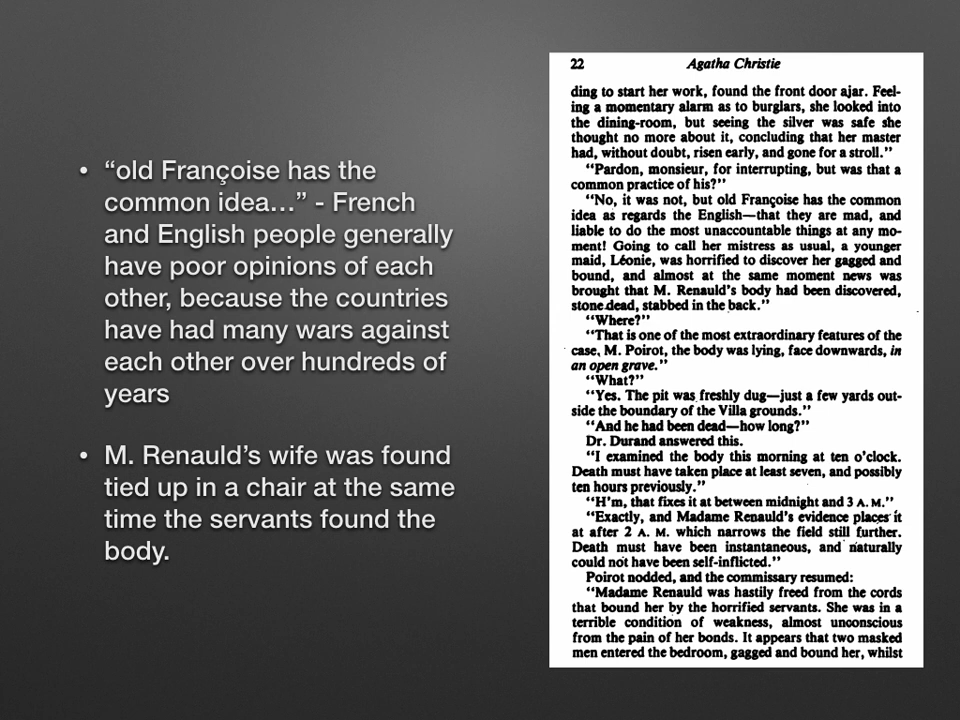 • “old Françoise has the
common idea…” - French
and English people generally
have poor opinions of each
other, because the countries
have had many wars against
each other over hundreds of
years
• M. Renauld’s wife was found
tied up in a chair at the same
time the servants found the
body.
22 Agatha Christie
ding to start her work, found the front door ajar. Feel-
ing a momentary alarm as to burglars, she looked into
the dining-room, but seeing the silver was safe she
thought no more about it, concluding that her master
had, without doubt, risen early, and gone for a stroll.”
“Pardon, monsieur, for interrupting, but was that a
common practice of his?”
“No, it was not, but old Françoise has the common
idea as regards the English—that they are mad, and
liable to do the most unaccountable things at any mo-
ment! Going to call her mistress as usual, a younger
maid, Léonie, was horrified to discover her gagged and
bound, and almost at the same moment news was
brought that M. Renauld’s body had been discovered,
stone dead, stabbed in the back.”
“Where?”
“That is one of the most extraordinary features of the
case, M. Poirot, the body was lying, face downwards, in
an open grave.”
“What?”
“Yes. The pit was freshly dug—just a few yards out-
side the boundary of the Villa grounds.”
“And he had been dead—how long?”
Dr. Durand answered this.
“I examined the body this morning at ten o’clock.
Death must have taken place at least seven, and possibly
ten hours previously.”
“H’m, that fixes it at between midnight and 3 A.M.”
“Exactly, and Madame Renauld’s evidence places it
at after 2 A. M. which narrows the field still further.
Death must have been instantaneous, and naturally
could not have been self-inflicted.”
Poirot nodded, and the commissary resumed:
“Madame Renauld was hastily freed from the cords
that bound her by the horrified servants. She was in a
terrible condition of weakness, almost unconscious
from the pain of her bonds. It appears that two masked
men entered the bedroom, gagged and bound her, whilst